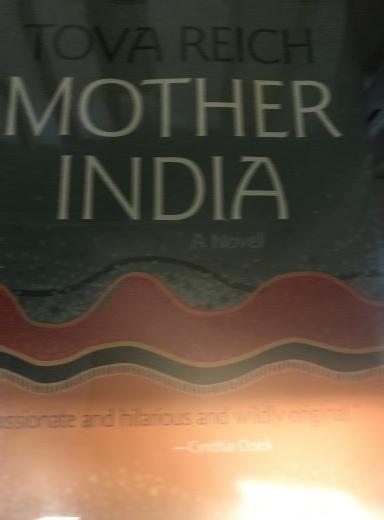 TOVA REICH
MOTHER
INDIA
A Novel
assionate and hilarious and wildly original."
—Cynthia Ozick